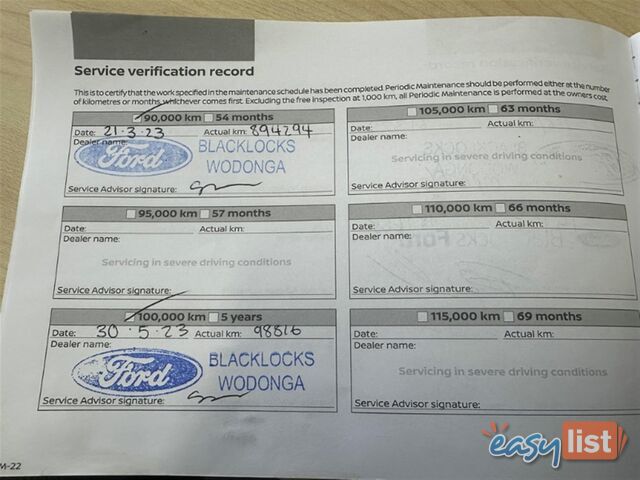 Service verification record
This is to certify that the work specified in the maintenance schedule has been completed. Periodic Maintenance should be performed either at the number
of kilometres or months, whichever comes first. Excluding the free inspection at 1,000 km, all Periodic Maintenance is performed at the owners cost.
90,000 km 54 months
Date: 21·3·23 Actual km: 894294
Dealer name:
Ford BLACKLOCKS
WODONGA
Service Advisor signature:
95,000 km 57 months
Date: Actual km:
Dealer name:
Servicing in severe driving conditions
Service Advisor signature:
100,000 km 5 years
Date: 30·5·23 Actual km: 98816
Dealer name:
Ford BLACKLOCKS
WODONGA
Service Advisor signature:
105,000 km 63 months
Date: Actual km:
Dealer name:
Servicing in severe driving conditions
Service Advisor signature:
110,000 km 66 months
Date: Actual km:
Dealer name:
Service Advisor signature:
115,000 km 69 months
Date: Actual km:
Dealer name:
Servicing in severe driving conditions
Service Advisor signature:
M-22
easy list